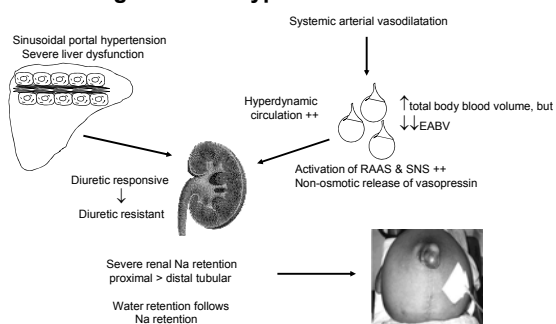 Systemic arterial vasodilatation
Sinusoidal portal hypertension
Severe liver dysfunction
Hyperdynamic
circulation ++
↑total body blood volume, but
↓↓EABV
Activation of RAAS & SNS ++
Non-osmotic release of vasopressin
Diuretic responsive
↓
Diuretic resistant
Severe renal Na retention
proximal > distal tubular
Water retention follows
Na retention